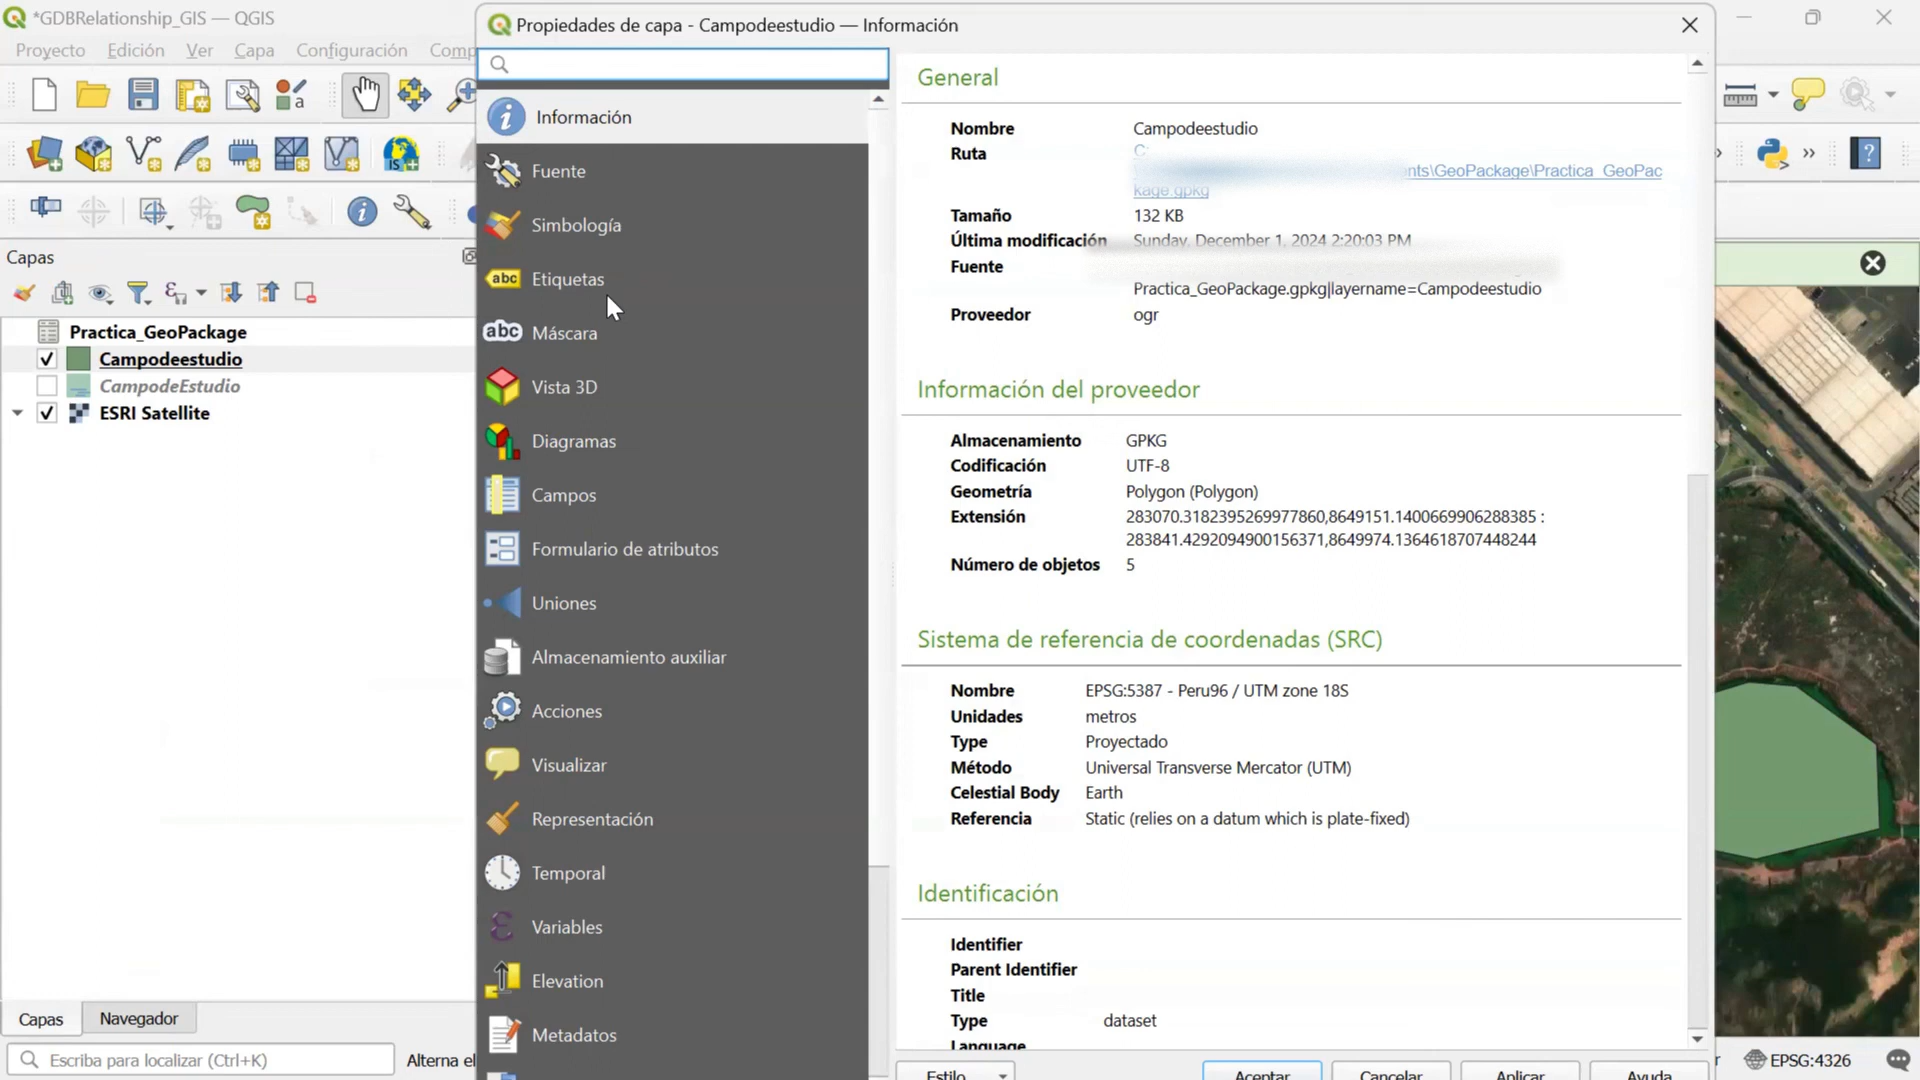 *GDBRelationship_GIS — QGIS
Proyecto Edición Ver Capa Configuración Comp
Capas
Practica_GeoPackage
Campodeestudio
CampodeEstudio
ESRI Satellite
Capas Navegador
Escriba para localizar (Ctrl+K) Alterna el
Propiedades de capa - Campodeestudio — Información
Información
Fuente
Simbología
abc Etiquetas
abc Máscara
Vista 3D
Diagramas
Campos
Formulario de atributos
Uniones
Almacenamiento auxiliar
Acciones
Visualizar
Representación
Temporal
Variables
Elevation
Metadatos
General
Nombre Campodeestudio
Ruta C:
nts\GeoPackage\Practica_GeoPac
kage.gpkg
Tamaño 132 KB
Última modificación Sunday, December 1, 2024 2:20:03 PM
Fuente
Practica_GeoPackage.gpkg|layername=Campodeestudio
Proveedor ogr
Información del proveedor
Almacenamiento GPKG
Codificación UTF-8
Geometría Polygon (Polygon)
Extensión 283070.3182395269977860,8649151.1400669906288385 :
283841.4292094900156371,8649974.1364618707448244
Número de objetos 5
Sistema de referencia de coordenadas (SRC)
Nombre EPSG:5387 - Peru96 / UTM zone 18S
Unidades metros
Type Proyectado
Método Universal Transverse Mercator (UTM)
Celestial Body Earth
Referencia Static (relies on a datum which is plate-fixed)
Identificación
Identifier
Parent Identifier
Title
Type dataset
Language
Estilo Aceptar Cancelar Aplicar Ayuda
EPSG:4326